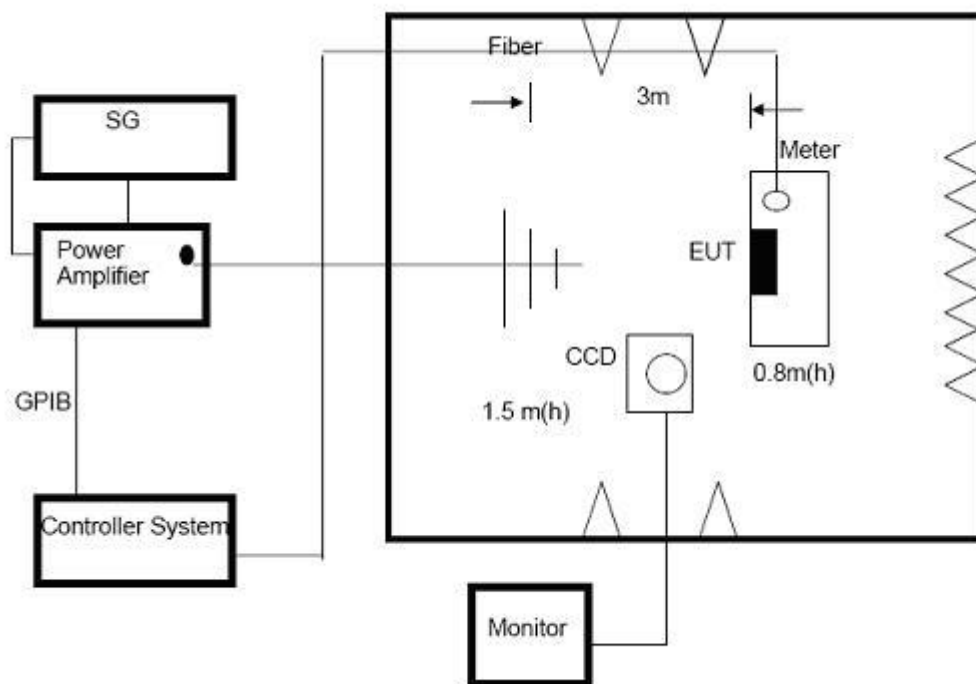 Fiber
3m
SG
Meter
Power
Amplifier
EUT
CCD
0.8m(h)
GPIB
1.5 m(h)
Controller System
Monitor